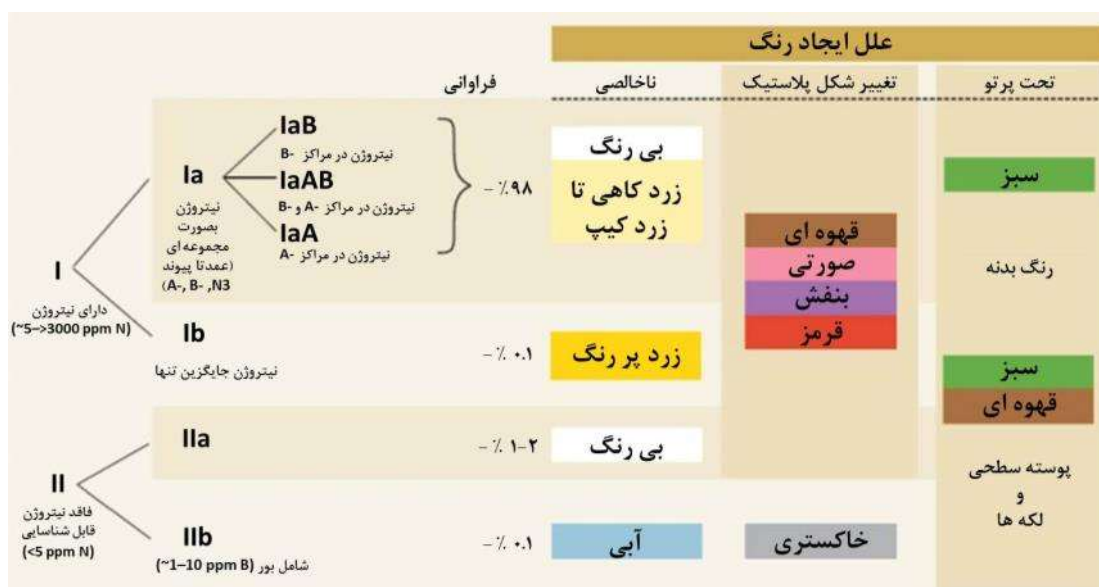 علل ایجاد رنگ
فراوانی
ناخالصی
تغییر شکل پلاستیک
تحت پرتو
I
دارای نیتروژن
(~5–>3000 ppm N)
Ia
نیتروژن
بصورت
مجموعه ای
(عمدتا پیوند
A-, B- ,N3)
IaB
نیتروژن در مراکز B-
IaAB
نیتروژن در مراکز A- و B-
IaA
نیتروژن در مراکز A-
~ ٪ ۹۸
بی رنگ
زرد کاهی تا
زرد کیپ
قهوه ای
صورتی
بنفش
قرمز
سبز
رنگ بدنه
Ib
نیتروژن جایگزین تنها
~ ٪ ۰.۱
زرد پر رنگ
سبز
قهوه ای
پوسته سطحی
و
لکه ها
II
فاقد نیتروژن
قابل شناسایی
(<5 ppm N)
IIa
~ ٪ ۱-۲
بی رنگ
IIb
شامل بور (~1–10 ppm B)
~ ٪ ۰.۱
آبی
خاکستری